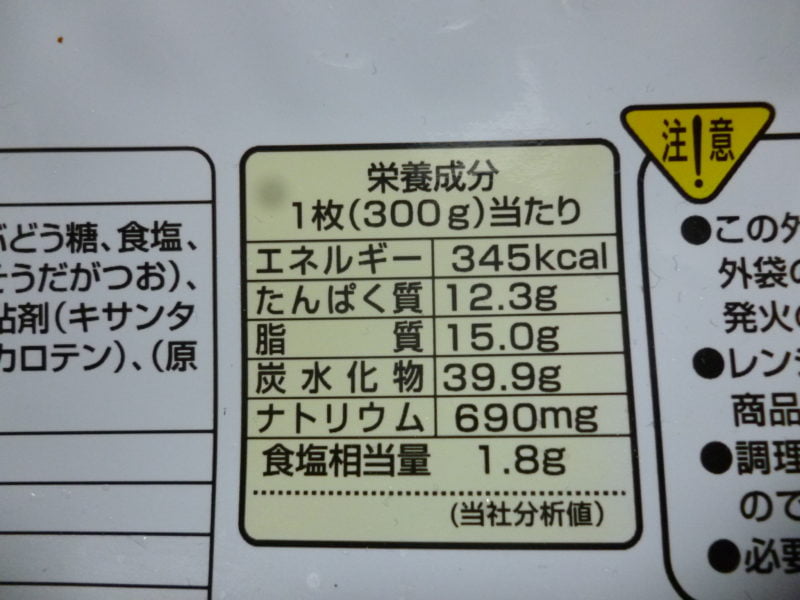 ぶどう糖、食塩、
そうだがつお)、
粘剤(キサンタ
カロテン)、(原
栄養成分
1枚(300g)当たり
エネルギー 345kcal
たんぱく質 12.3g
脂質 15.0g
炭水化物 39.9g
ナトリウム 690mg
食塩相当量 1.8g
(当社分析値)
注!意
●この外
外袋の
発火の
●レン
商品
●調理
ので
●必要